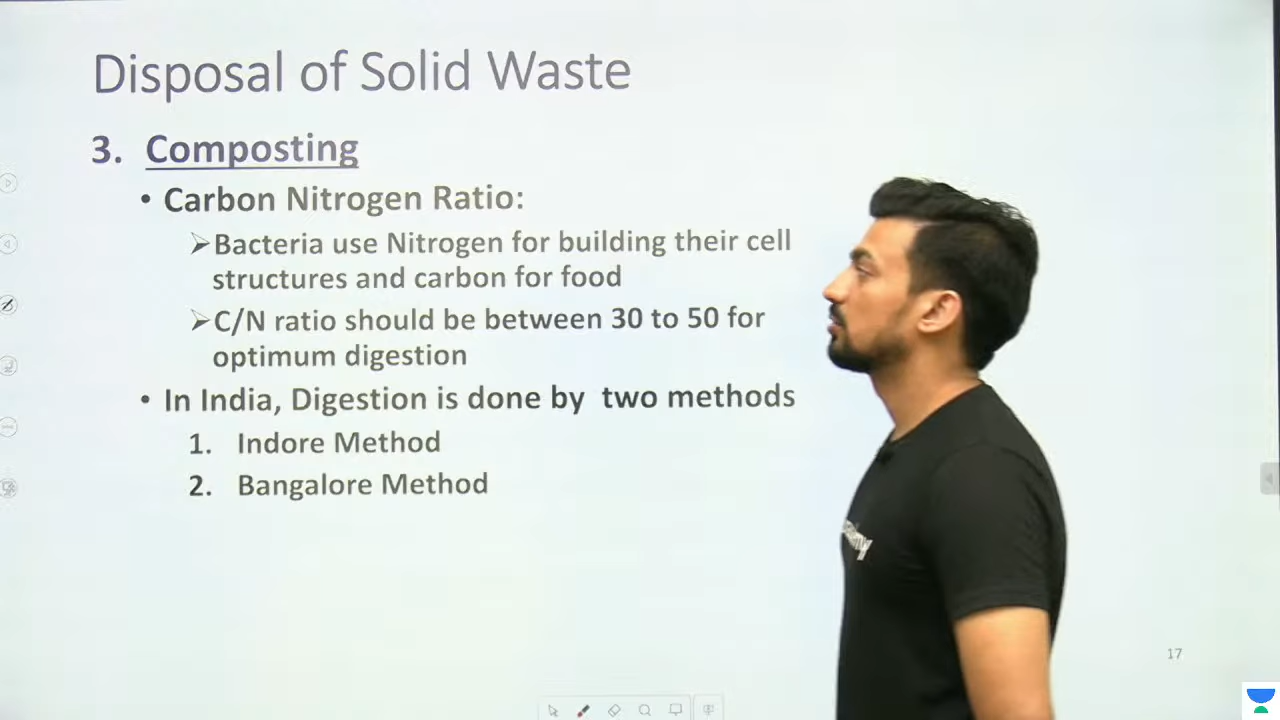 Disposal of Solid Waste
3. Composting
• Carbon Nitrogen Ratio:
➢Bacteria use Nitrogen for building their cell
structures and carbon for food
➢C/N ratio should be between 30 to 50 for
optimum digestion
• In India, Digestion is done by two methods
1. Indore Method
2. Bangalore Method
17